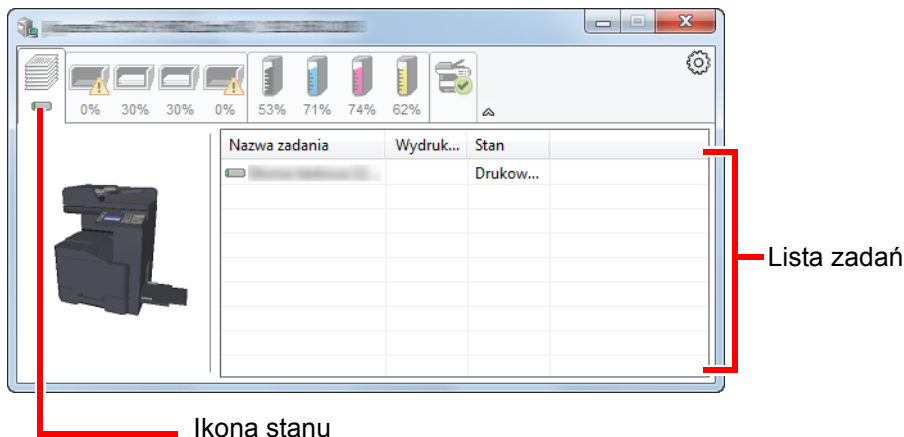 0% 30% 30% 0% 53% 71% 74% 62%
Nazwa zadania Wydruk... Stan
Drukow...
Lista zadań
Ikona stanu